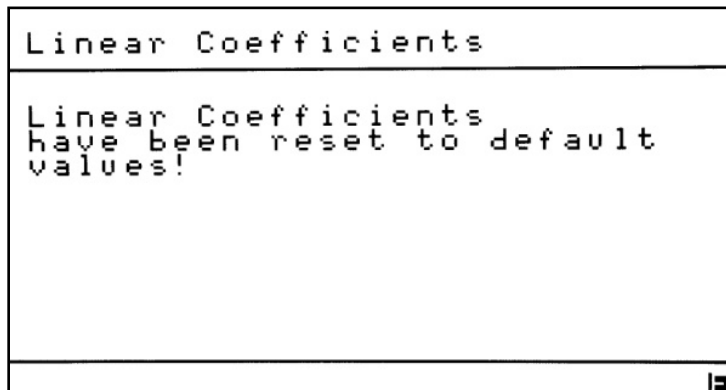 Linear Coefficients
Linear Coefficients
have been reset to default
values!